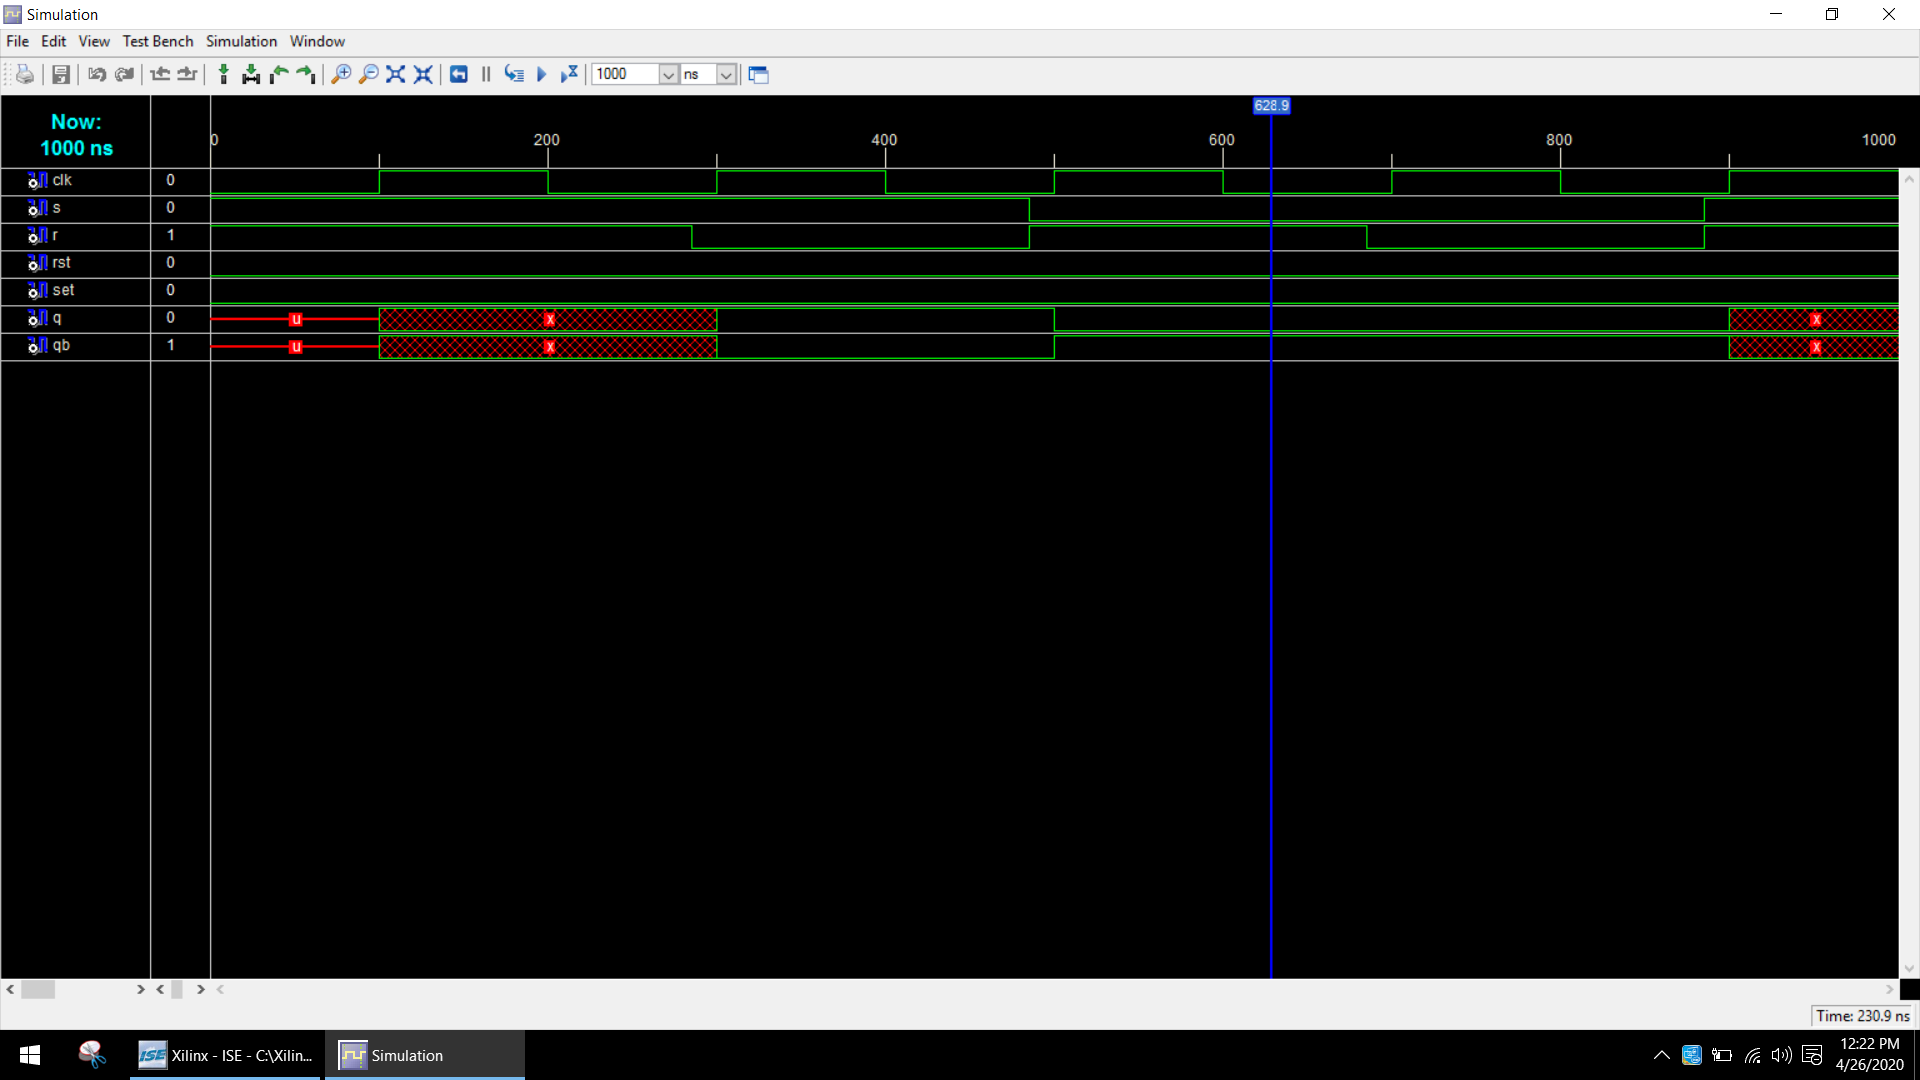 Simulation
File Edit View Test Bench Simulation Window
1000 ns
628.9
Now:
1000 ns
0 200 400 600 800 1000
clk 0
s 0
r 1
rst 0
set 0
q 0 u x x
qb 1 u x x
Time: 230.9 ns
ISE Xilinx - ISE - C:\Xilin... Simulation
12:22 PM
4/26/2020